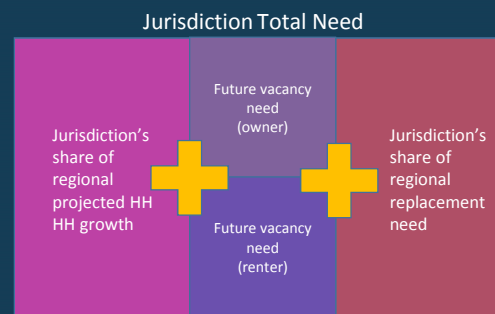 Jurisdiction Total Need
Jurisdiction's
share of
regional
projected HH
HH growth
Future vacancy
need
(owner)
Future vacancy
need
(renter)
Jurisdiction's
share of
regional
replacement
need